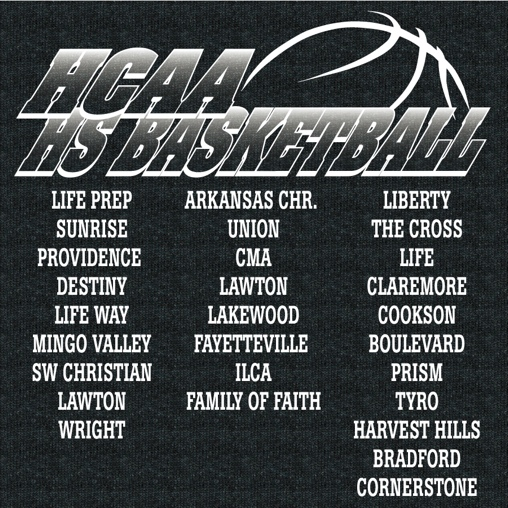 HCAA
HS BASKETBALL
LIFE PREP
SUNRISE
PROVIDENCE
DESTINY
LIFE WAY
MINGO VALLEY
SW CHRISTIAN
LAWTON
WRIGHT
ARKANSAS CHR.
UNION
CMA
LAWTON
LAKEWOOD
FAYETTEVILLE
ILCA
FAMILY OF FAITH
LIBERTY
THE CROSS
LIFE
CLAREMORE
COOKSON
BOULEVARD
PRISM
TYRO
HARVEST HILLS
BRADFORD
CORNERSTONE